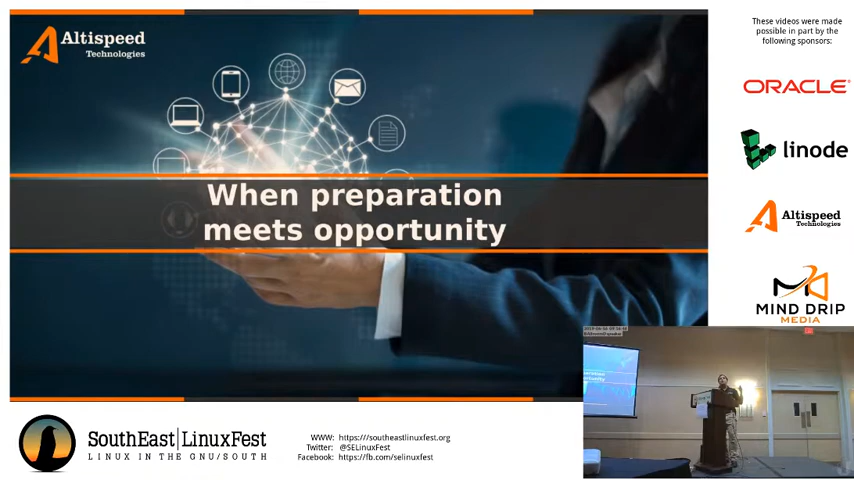 Altispeed
Technologies
When preparation
meets opportunity
These videos were made
possible in part by the
following sponsors:
ORACLE
linode
Altispeed
Technologies
MIND DRIP
MEDIA
SouthEast|LinuxFest
LINUX IN THE GNU/SOUTH
WWW: https:///southeastlinuxfest.org
Twitter: @SELinuxFest
Facebook: https://fb.com/selinuxfest